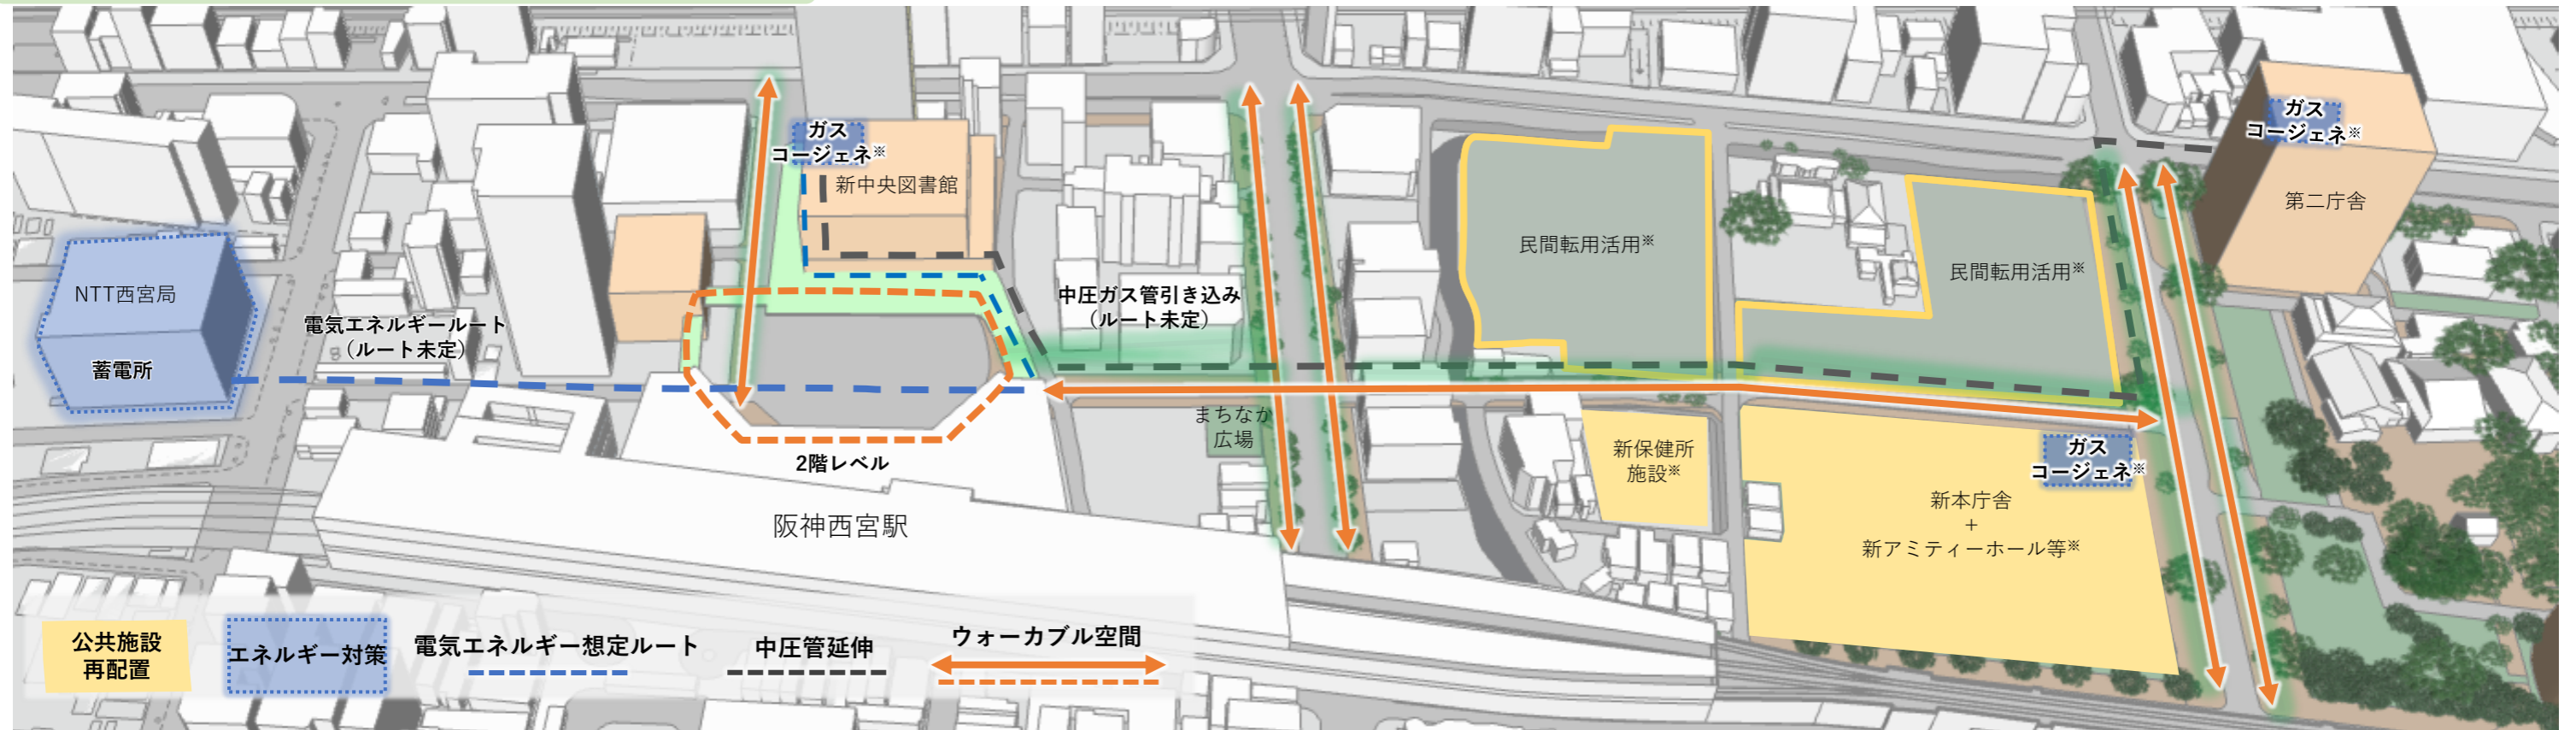 ガス
コージェネ※
新中央図書館
ガス
コージェネ※
第二庁舎
NTT西宮局
蓄電所
電気エネルギールート
（ルート未定）
中圧ガス管引き込み
（ルート未定）
民間転用活用※
民間転用活用※
まちなか
広場
2階レベル
阪神西宮駅
新保健所
施設※
ガス
コージェネ※
新本庁舎
+
新アミティーホール等※
公共施設
再配置
エネルギー対策
電気エネルギー想定ルート
中圧管延伸
ウォーカブル空間